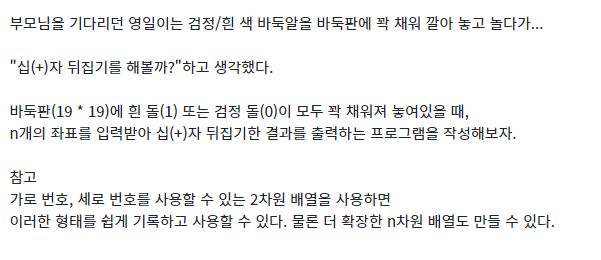 부모님을 기다리던 영일이는 검정/흰 색 바둑알을 바둑판에 꽉 채워 깔아 놓고 놀다가...
"십(+)자 뒤집기를 해볼까?"하고 생각했다.
바둑판(19 * 19)에 흰 돌(1) 또는 검정 돌(0)이 모두 꽉 채워져 놓여있을 때,
n개의 좌표를 입력받아 십(+)자 뒤집기한 결과를 출력하는 프로그램을 작성해보자.
참고
가로 번호, 세로 번호를 사용할 수 있는 2차원 배열을 사용하면
이러한 형태를 쉽게 기록하고 사용할 수 있다. 물론 더 확장한 n차원 배열도 만들 수 있다.